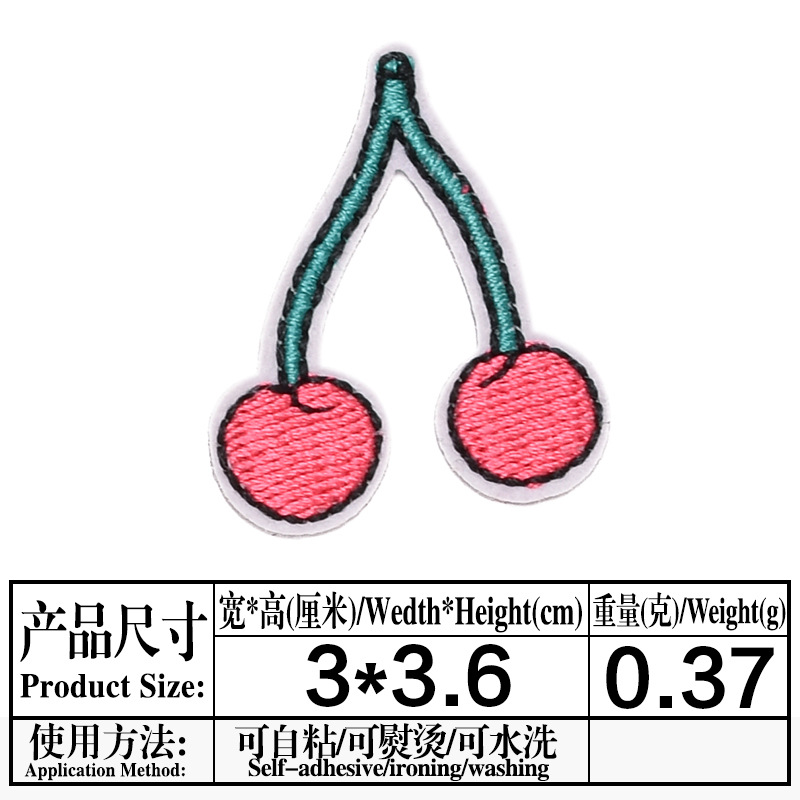 产品尺寸
Product Size:
宽*高(厘米)/Wedth*Height(cm)
重量(克)/Weight(g)
3*3.6
0.37
使用方法:
Application Method:
可自粘/可熨烫/可水洗
Self-adhesive/ironing/washing